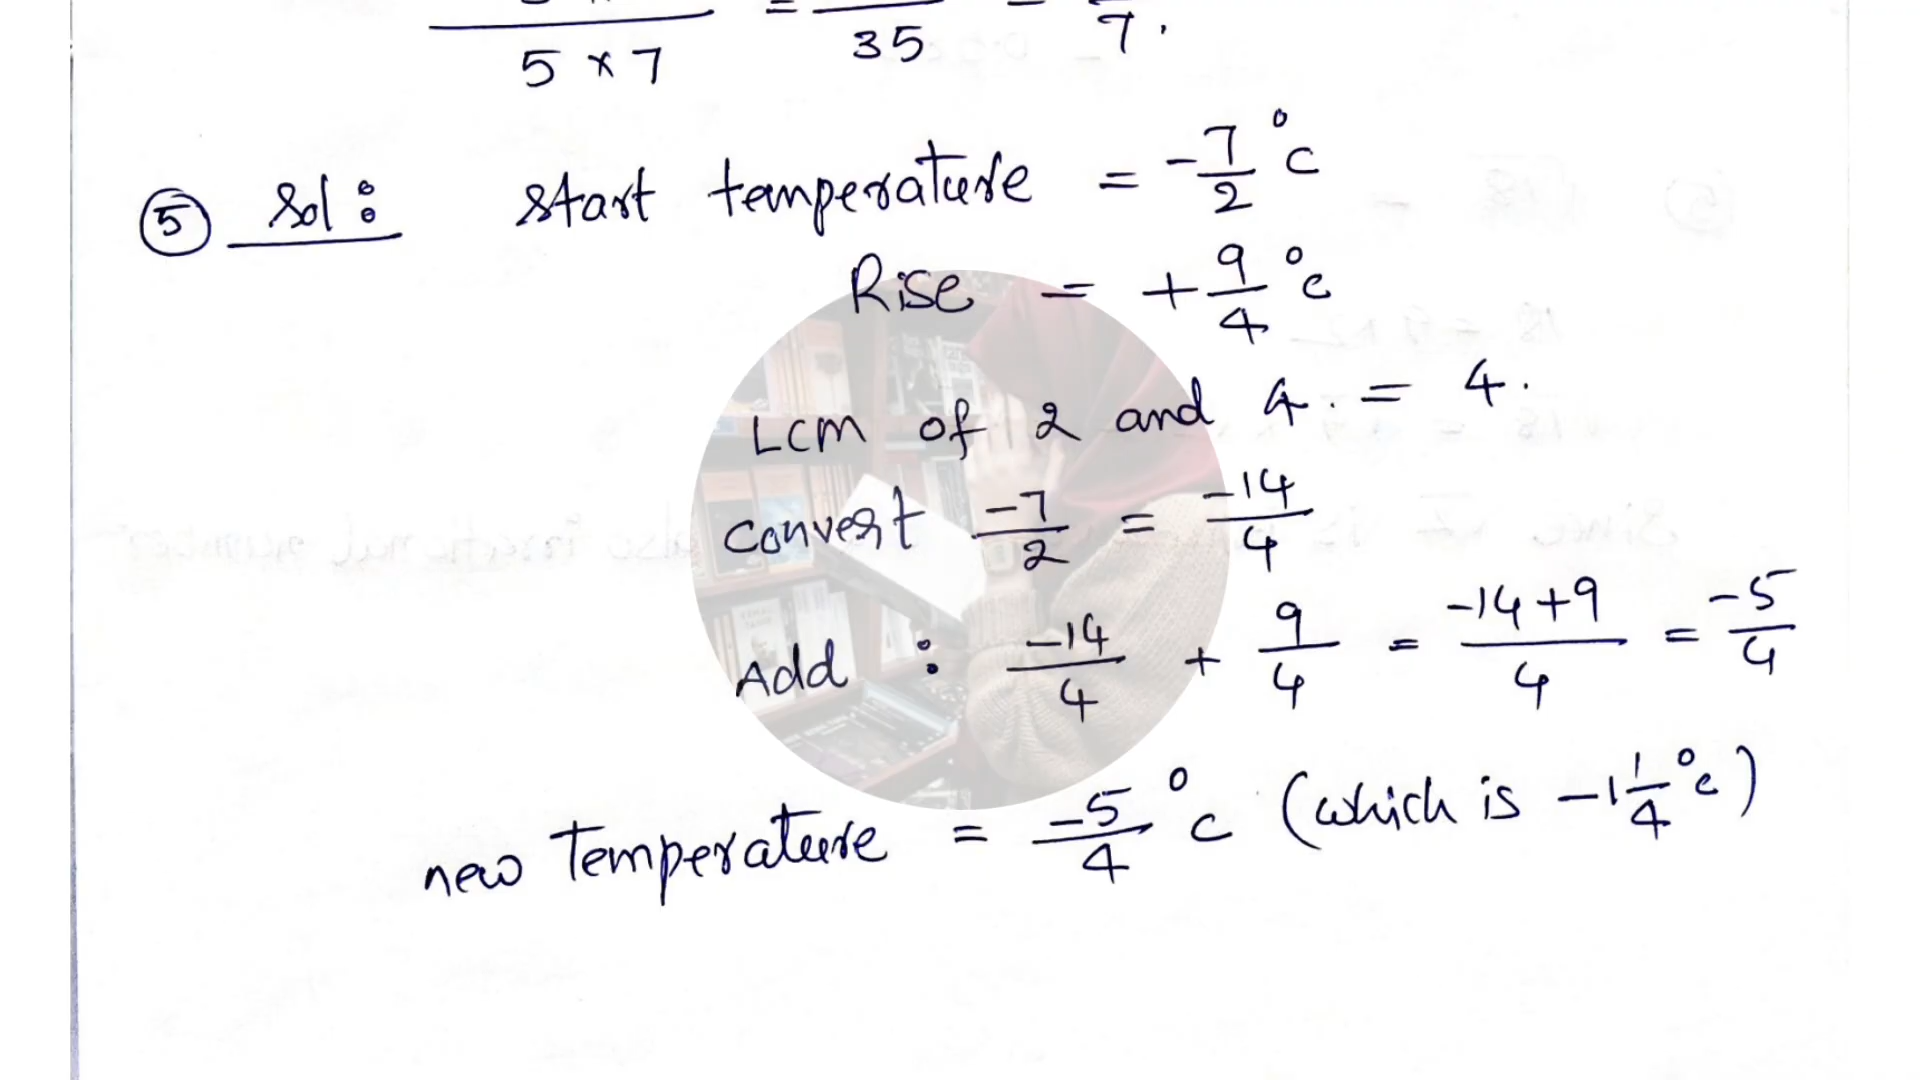 5 × 7 = 35 = 7.
⑤ Sol: Start temperature = -7/2 °c
Rise = +9/4 °c
LCM of 2 and 4. = 4.
Convert -7/2 = -14/4
Add : -14/4 + 9/4 = -14+9/4 = -5/4
new Temperature = -5/4 °c (which is -1 1/4 °c)